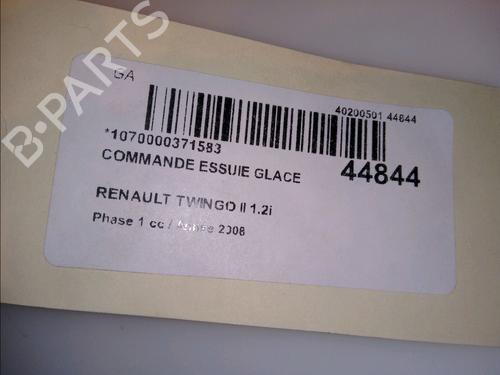 B-PARTS
GA
40200501 44844
*1070000371583
COMMANDE ESSUIE GLACE
44844
RENAULT TWINGO II 1.2i
Phase 1 cc / 2008